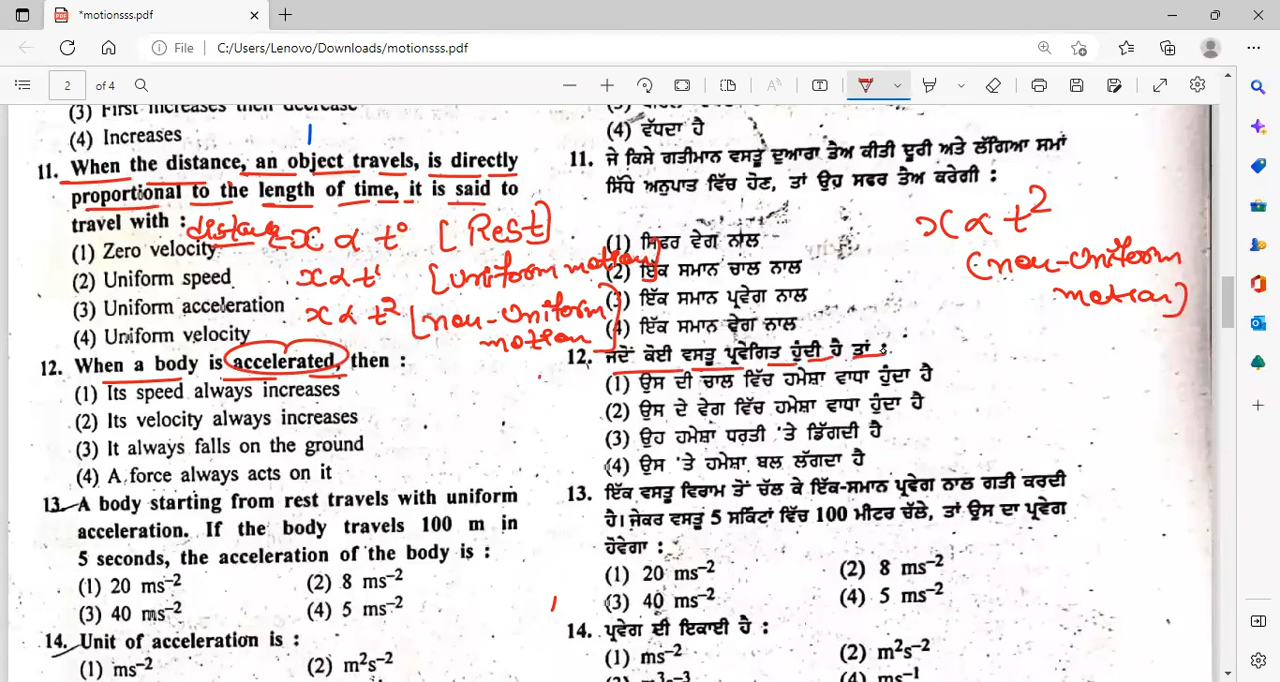 *motionsss.pdf
File C:/Users/Lenovo/Downloads/motionsss.pdf
2 of 4
(3) First increases then decrease
(4) Increases
11. When the distance, an object travels, is directly
proportional to the length of time, it is said to
travel with :
distance x ∝ t° [Rest]
(1) Zero velocity
(2) Uniform speed
x ∝ t¹ [Uniform motion]
(3) Uniform acceleration
x ∝ t² [non-Uniform
motion]
(4) Uniform velocity
12. When a body is accelerated, then :
(1) Its speed always increases
(2) Its velocity always increases
(3) It always falls on the ground
(4) A force always acts on it
13. A body starting from rest travels with uniform
acceleration. If the body travels 100 m in
5 seconds, the acceleration of the body is :
(1) 20 ms⁻² (2) 8 ms⁻²
(3) 40 ms⁻² (4) 5 ms⁻²
14. Unit of acceleration is :
(1) ms⁻² (2) m²s⁻²
(4) ਵੱਧਦਾ ਹੈ
11. ਜੇ ਕਿਸੇ ਗਤੀਮਾਨ ਵਸਤੂ ਦੁਆਰਾ ਤੈਅ ਕੀਤੀ ਦੂਰੀ ਅਤੇ ਲੱਗਿਆ ਸਮਾਂ
ਸਿੱਧੇ ਅਨੁਪਾਤ ਵਿੱਚ ਹੋਣ, ਤਾਂ ਉਹ ਸਫਰ ਤੈਅ ਕਰੇਗੀ :
x ∝ t²
(non-Uniform
motion)
(1) ਸਿਫਰ ਵੇਗ ਨਾਲ
(2) ਇੱਕ ਸਮਾਨ ਚਾਲ ਨਾਲ
(3) ਇੱਕ ਸਮਾਨ ਪ੍ਰਵੇਗ ਨਾਲ
(4) ਇੱਕ ਸਮਾਨ ਵੇਗ ਨਾਲ
12. ਜਦੋਂ ਕੋਈ ਵਸਤੂ ਪ੍ਰਵੇਗਿਤ ਹੁੰਦੀ ਹੈ ਤਾਂ :
(1) ਉਸ ਦੀ ਚਾਲ ਵਿੱਚ ਹਮੇਸ਼ਾ ਵਾਧਾ ਹੁੰਦਾ ਹੈ
(2) ਉਸ ਦੇ ਵੇਗ ਵਿੱਚ ਹਮੇਸ਼ਾ ਵਾਧਾ ਹੁੰਦਾ ਹੈ
(3) ਉਹ ਹਮੇਸ਼ਾ ਧਰਤੀ 'ਤੇ ਡਿੱਗਦੀ ਹੈ
(4) ਉਸ 'ਤੇ ਹਮੇਸ਼ਾ ਬਲ ਲੱਗਦਾ ਹੈ
13. ਇੱਕ ਵਸਤੂ ਵਿਰਾਮ ਤੋਂ ਚੱਲ ਕੇ ਇੱਕ-ਸਮਾਨ ਪ੍ਰਵੇਗ ਨਾਲ ਗਤੀ ਕਰਦੀ
ਹੈ। ਜੇਕਰ ਵਸਤੂ 5 ਸਕਿੰਟਾਂ ਵਿੱਚ 100 ਮੀਟਰ ਚੱਲੇ, ਤਾਂ ਉਸ ਦਾ ਪ੍ਰਵੇਗ
ਹੋਵੇਗਾ :
(1) 20 ms⁻² (2) 8 ms⁻²
(3) 40 ms⁻² (4) 5 ms⁻²
14. ਪ੍ਰਵੇਗ ਦੀ ਇਕਾਈ ਹੈ :
(1) ms⁻² (2) m²s⁻²
(4) ms⁻¹